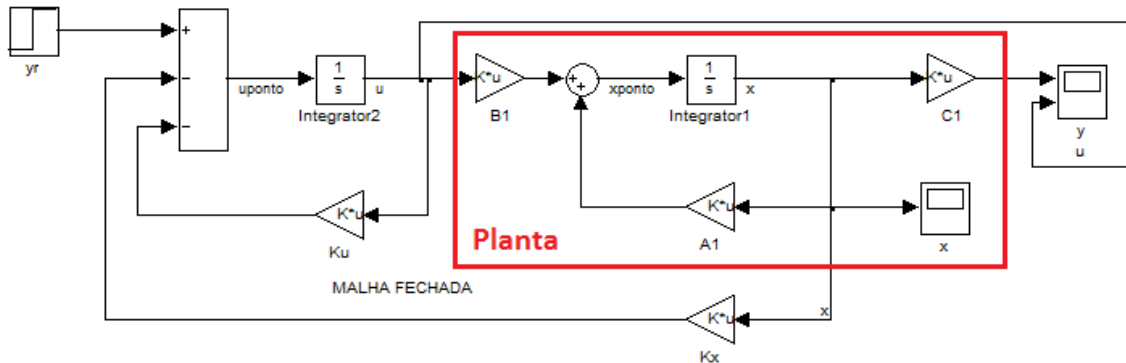 yr
+
−
−
uponto
1
s
Integrator2
u
K*u
B1
+
+
xponto
1
s
Integrator1
x
K*u
C1
y
u
K*u
Ku
K*u
A1
x
Planta
MALHA FECHADA
K*u
Kx
x